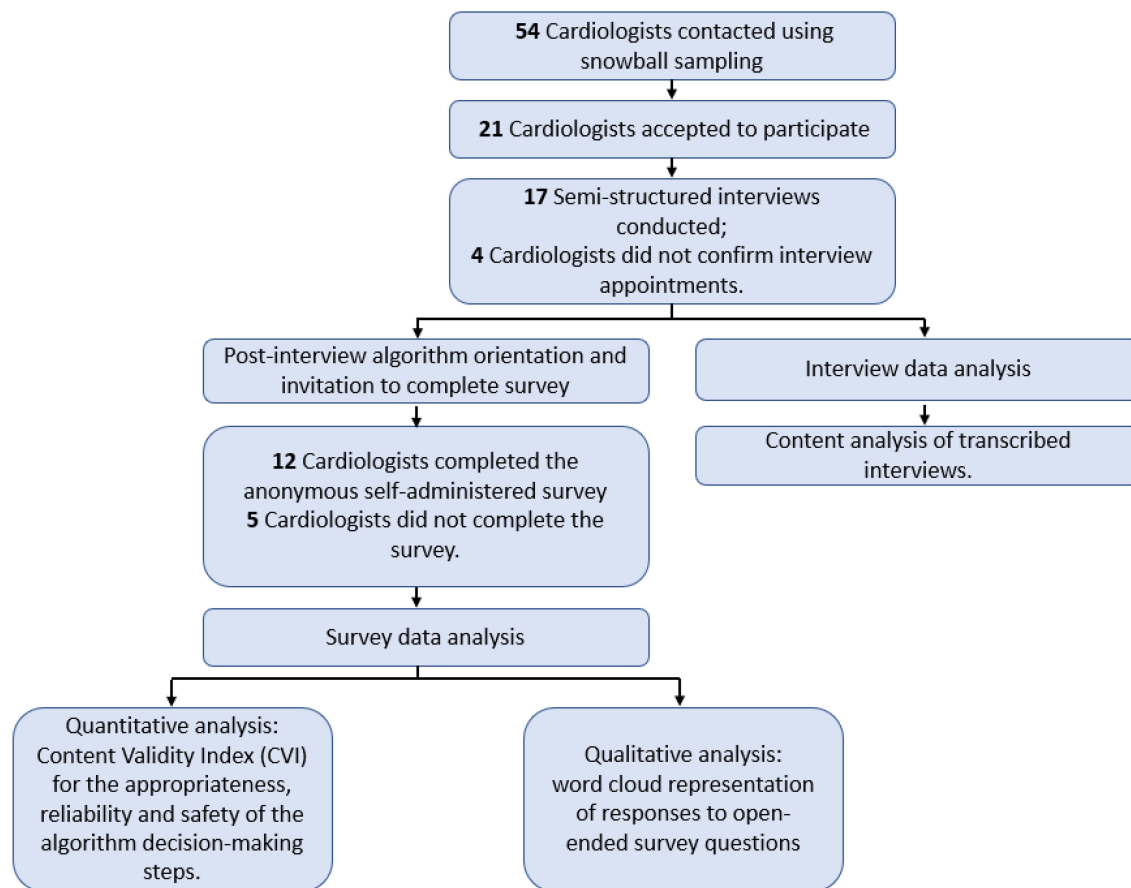 54 Cardiologists contacted using
snowball sampling
21 Cardiologists accepted to participate
17 Semi-structured interviews
conducted;
4 Cardiologists did not confirm interview
appointments.
Post-interview algorithm orientation and
invitation to complete survey
Interview data analysis
Content analysis of transcribed
interviews.
12 Cardiologists completed the
anonymous self-administered survey
5 Cardiologists did not complete the
survey.
Survey data analysis
Quantitative analysis:
Content Validity Index (CVI)
for the appropriateness,
reliability and safety of the
algorithm decision-making
steps.
Qualitative analysis:
word cloud representation
of responses to open-
ended survey questions